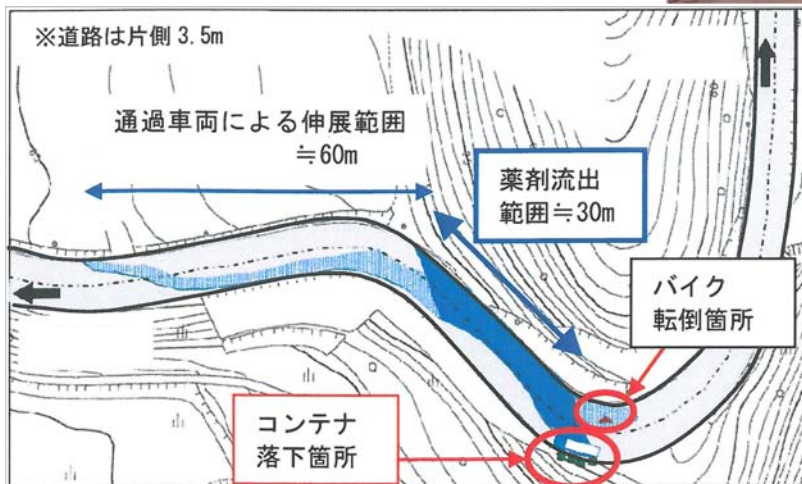 ※道路は片側 3.5m
通過車両による伸展範囲
≒60m
薬剤流出
範囲≒30m
バイク
転倒箇所
コンテナ
落下箇所